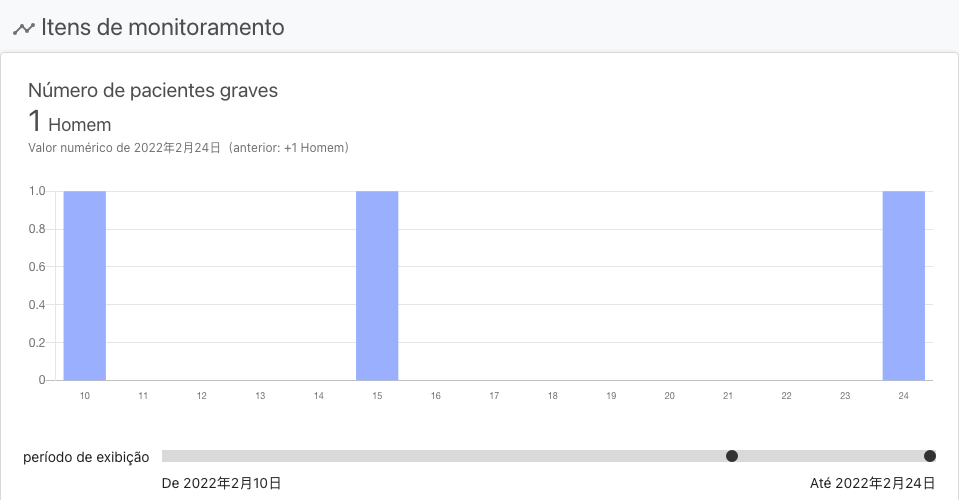 Itens de monitoramento
Número de pacientes graves
1 Homem
Valor numérico de 2022年2月24日（anterior: +1 Homem）
1.0
0.8
0.6
0.4
0.2
0
10 11 12 13 14 15 16 17 18 19 20 21 22 23 24
período de exibição
De 2022年2月10日 Até 2022年2月24日